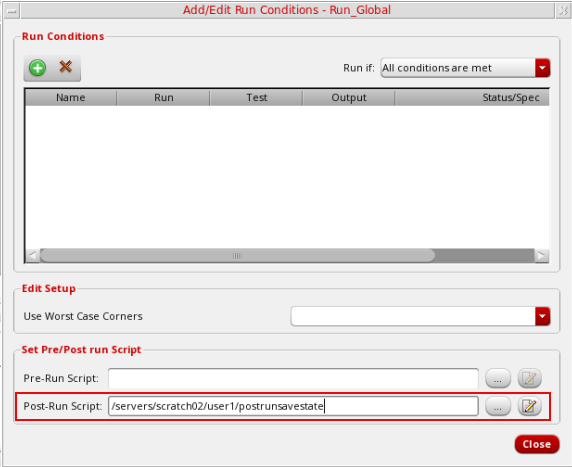 Add/Edit Run Conditions - Run_Global
Run Conditions
Run if: All conditions are met
Name Run Test Output Status/Spec
Edit Setup
Use Worst Case Corners
Set Pre/Post run Script
Pre-Run Script: ...
Post-Run Script: /servers/scratch02/user1/postrunsavestate ...
Close